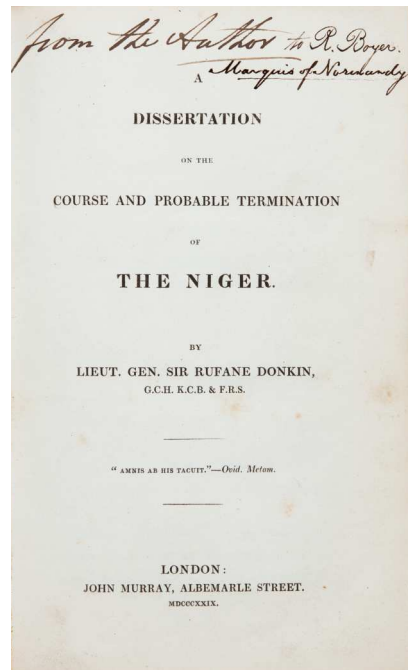 from the Author to R. Boyer.
Marquis of Normandy
A
DISSERTATION
ON THE
COURSE AND PROBABLE TERMINATION
OF
THE NIGER.
BY
LIEUT. GEN. SIR RUFANE DONKIN,
G.C.H. K.C.B. & F.R.S.
“ AMNIS AB HIS TACUIT.”—Ovid. Metam.
LONDON:
JOHN MURRAY, ALBEMARLE STREET.
MDCCCXXIX.